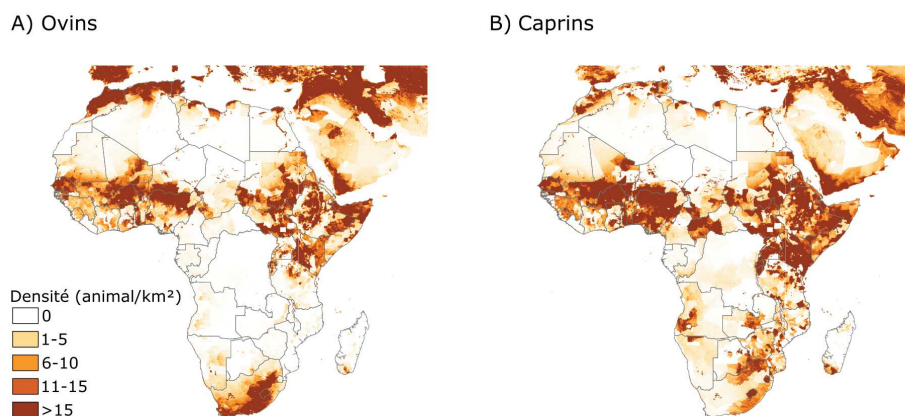 A) Ovins
B) Caprins
Densité (animal/km²)
0
1-5
6-10
11-15
>15